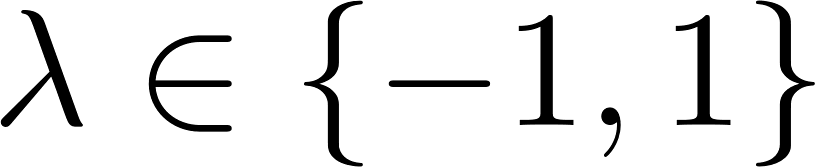 λ ∈ {−1, 1}